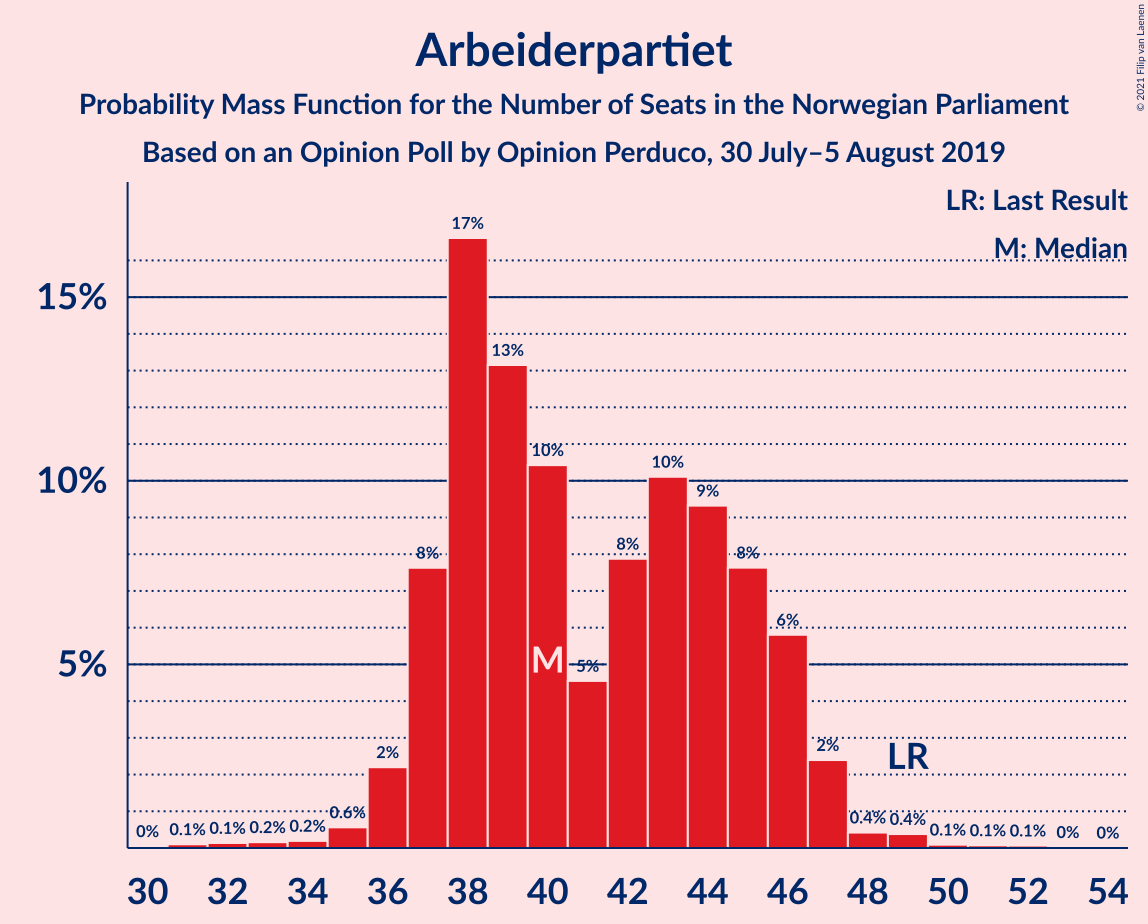 Arbeiderpartiet
Probability Mass Function for the Number of Seats in the Norwegian Parliament
Based on an Opinion Poll by Opinion Perduco, 30 July–5 August 2019
© 2021 Filip van Laenen
LR: Last Result
M: Median
15%
10%
5%
0% 0.1% 0.1% 0.2% 0.2% 0.6% 2% 8% 17% 13% 10% 5% 8% 10% 9% 8% 6% 2% 0.4% 0.4% 0.1% 0.1% 0.1% 0% 0%
M
LR
30 32 34 36 38 40 42 44 46 48 50 52 54